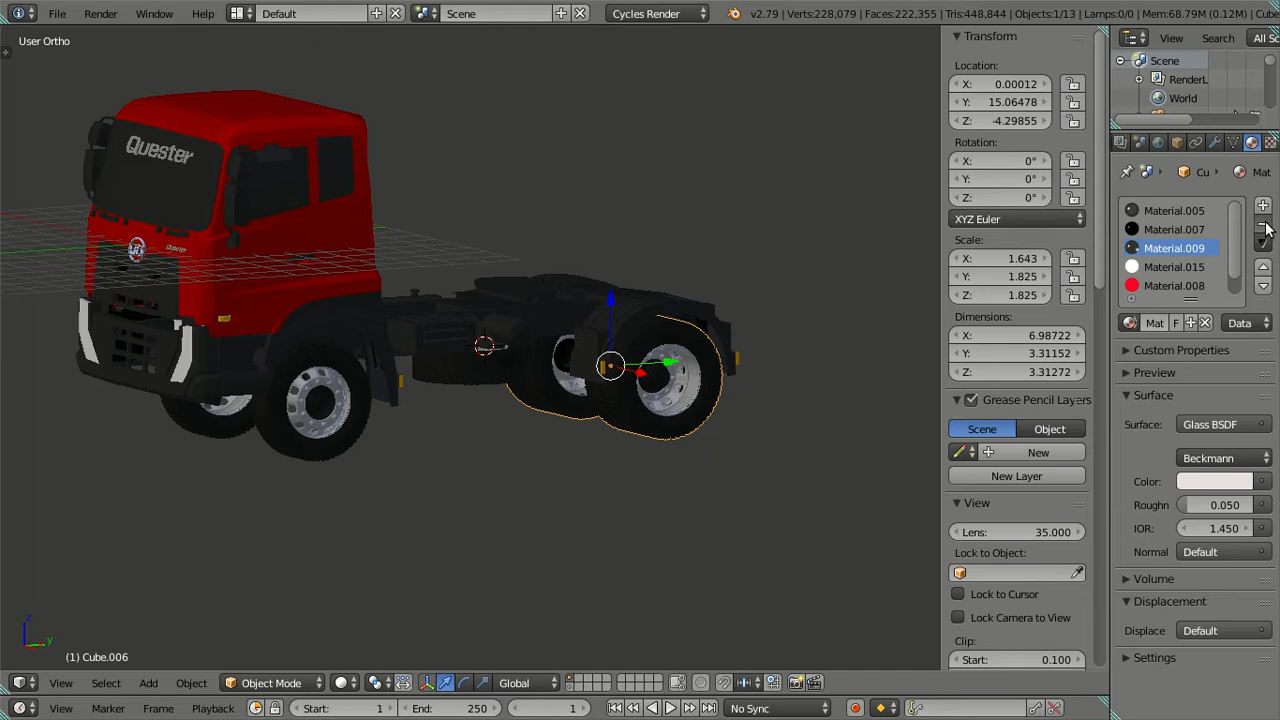 File Render Window Help Default Scene Cycles Render v2.79 | Verts:228,079 | Faces:222,355 | Tris:448,844 | Objects:1/13 | Lamps:0/0 | Mem:68.79M (0.12M) | Cube
User Ortho
Quester
Quester
(1) Cube.006
Transform
Location:
X: 0.00012
Y: 15.06478
Z: -4.29855
Rotation:
X: 0°
Y: 0°
Z: 0°
XYZ Euler
Scale:
X: 1.643
Y: 1.825
Z: 1.825
Dimensions:
X: 6.98722
Y: 3.31152
Z: 3.31272
Grease Pencil Layers
Scene Object
New
New Layer
View
Lens: 35.000
Lock to Object:
Lock to Cursor
Lock Camera to View
Clip:
Start: 0.100
View Search All Sc
Scene
RenderL
World
Cu Mat
Material.005
Material.007
Material.009
Material.015
Material.008
Mat F Data
Custom Properties
Preview
Surface
Surface: Glass BSDF
Beckmann
Color:
Roughn 0.050
IOR: 1.450
Normal Default
Volume
Displacement
Displace Default
Settings
View Select Add Object Object Mode Global
View Marker Frame Playback Start: 1 End: 250 1 No Sync